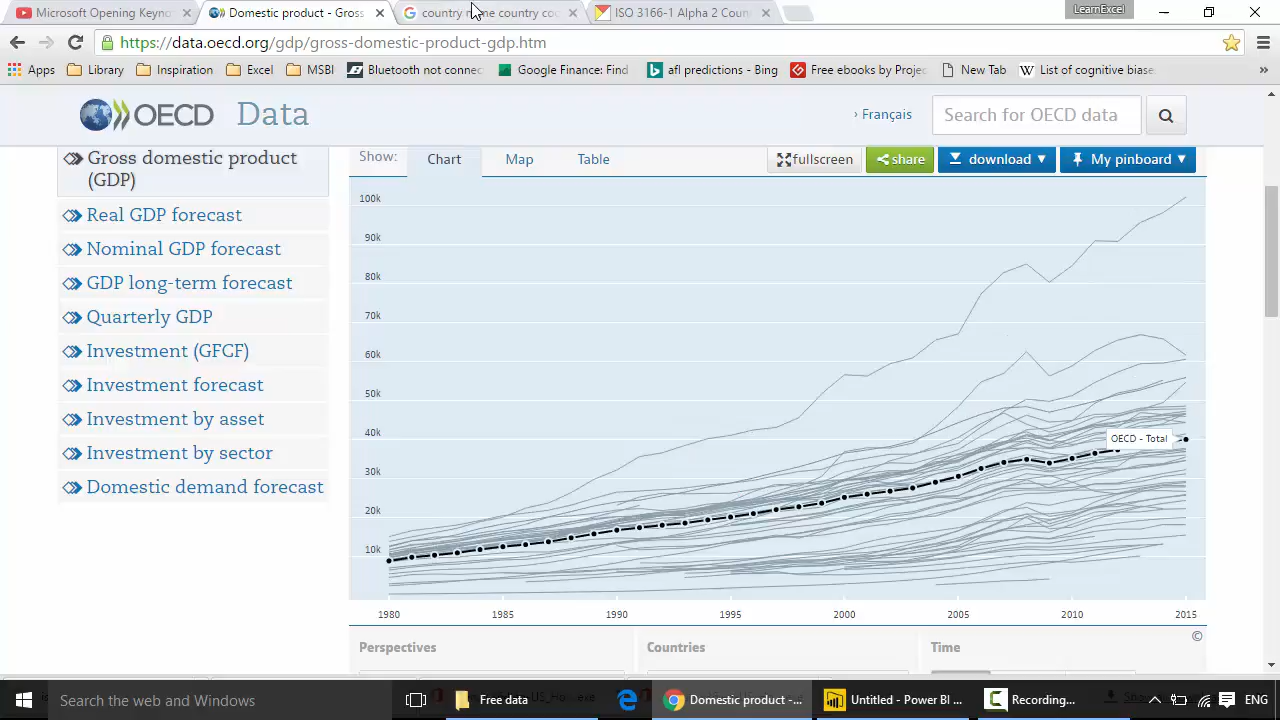 Microsoft Opening Keyno
Domestic product - Gros
country name country coc
ISO 3166-1 Alpha 2 Coun
LearnExcel
https://data.oecd.org/gdp/gross-domestic-product-gdp.htm
Apps
Library
Inspiration
Excel
MSBI
Bluetooth not connec
Google Finance: Find
afl predictions - Bing
Free ebooks by Projec
New Tab
List of cognitive biase
»
OECD Data
› Français
Search for OECD data
Gross domestic product
(GDP)
Real GDP forecast
Nominal GDP forecast
GDP long-term forecast
Quarterly GDP
Investment (GFCF)
Investment forecast
Investment by asset
Investment by sector
Domestic demand forecast
Show:
Chart
Map
Table
fullscreen
share
download
My pinboard
100k
90k
80k
70k
60k
50k
40k
30k
20k
10k
OECD - Total
1980
1985
1990
1995
2000
2005
2010
2015
©
Perspectives
Countries
Time
Search the web and Windows
Free data
Domestic product -...
Untitled - Power BI ...
Recording...
ENG